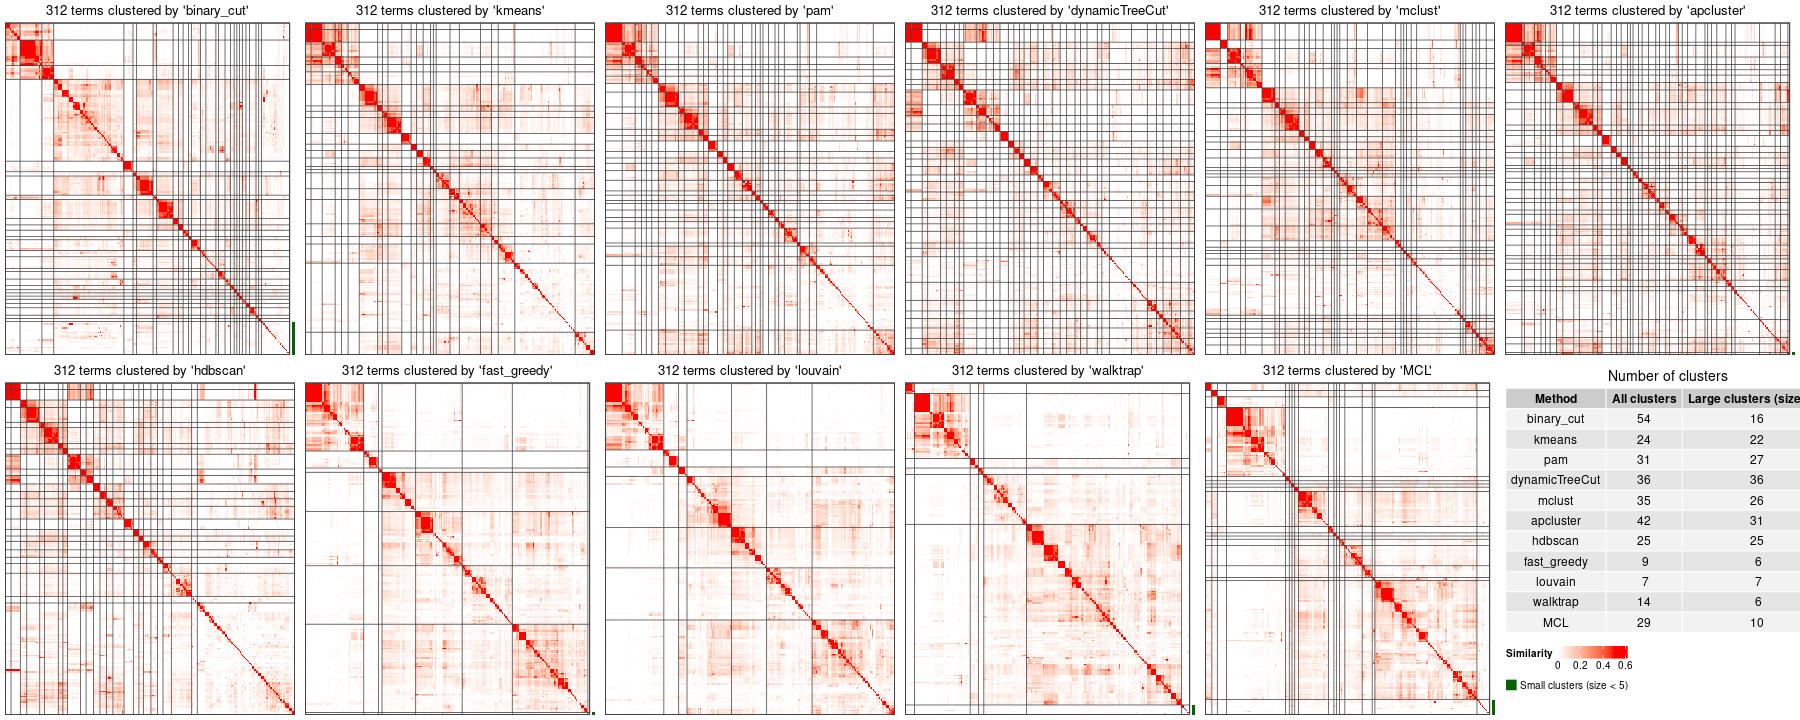 312 terms clustered by 'binary_cut'
312 terms clustered by 'kmeans'
312 terms clustered by 'pam'
312 terms clustered by 'dynamicTreeCut'
312 terms clustered by 'mclust'
312 terms clustered by 'apcluster'
312 terms clustered by 'hdbscan'
312 terms clustered by 'fast_greedy'
312 terms clustered by 'louvain'
312 terms clustered by 'walktrap'
312 terms clustered by 'MCL'
Number of clusters
Method All clusters Large clusters (size
binary_cut 54 16
kmeans 24 22
pam 31 27
dynamicTreeCut 36 36
mclust 35 26
apcluster 42 31
hdbscan 25 25
fast_greedy 9 6
louvain 7 7
walktrap 14 6
MCL 29 10
Similarity
0 0.2 0.4 0.6
Small clusters (size < 5)